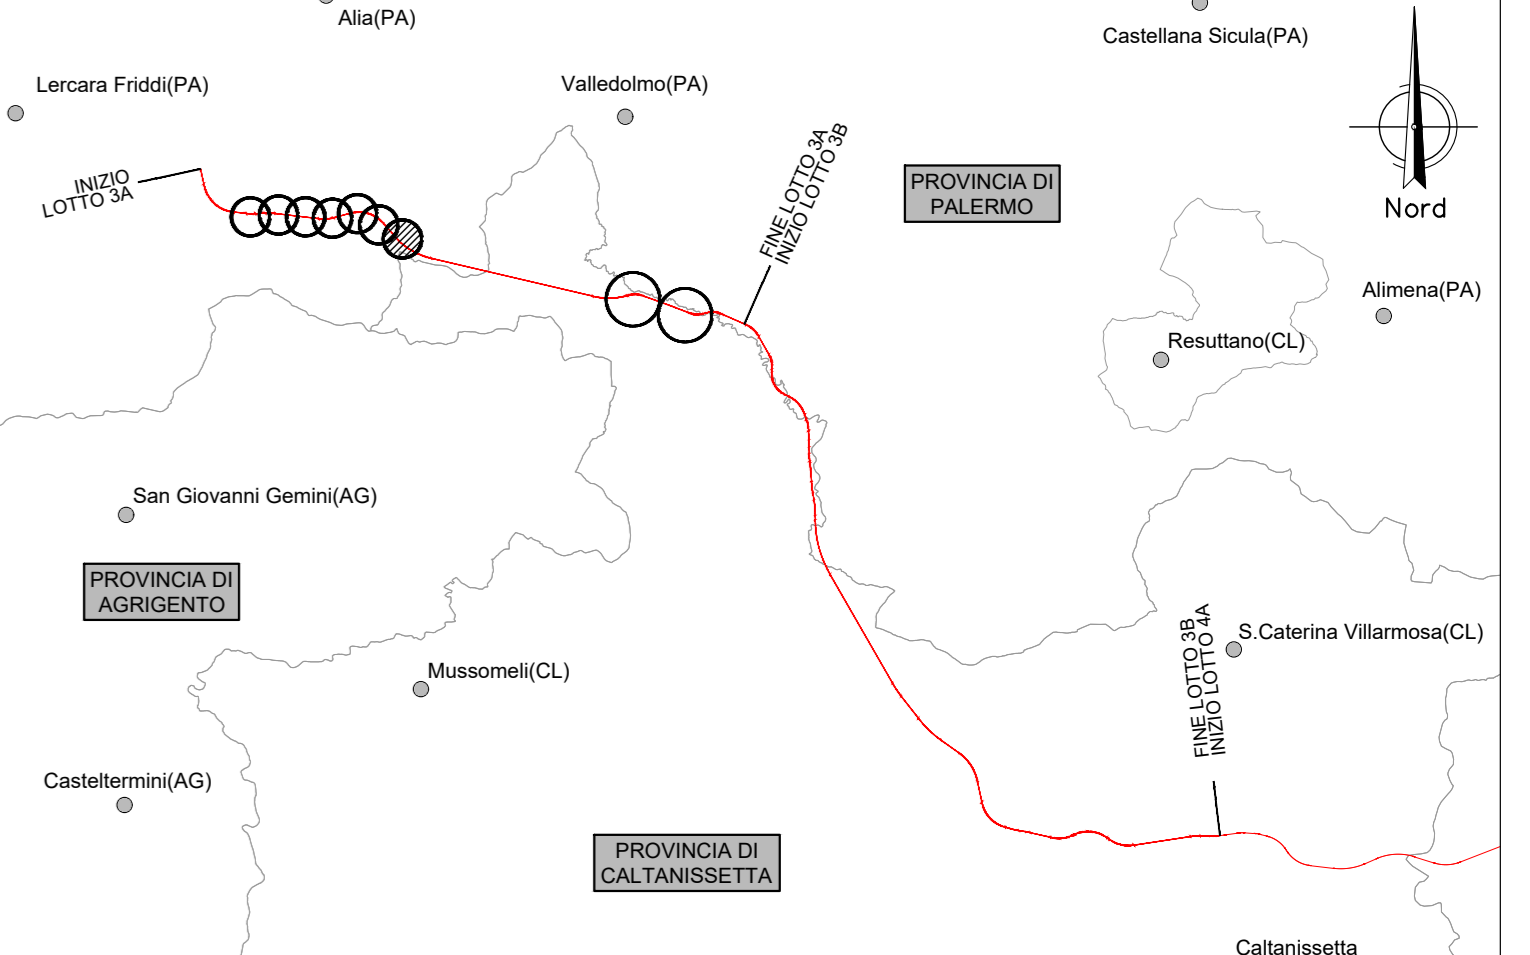 Alia(PA)
Castellana Sicula(PA)
Lercara Friddi(PA)
Valledolmo(PA)
INIZIO
LOTTO 3A
FINE LOTTO 3A
INIZIO LOTTO 3B
PROVINCIA DI
PALERMO
Nord
Alimena(PA)
Resuttano(CL)
San Giovanni Gemini(AG)
PROVINCIA DI
AGRIGENTO
FINE LOTTO 3B
INIZIO LOTTO 4A
S.Caterina Villarmosa(CL)
Mussomeli(CL)
Casteltermini(AG)
PROVINCIA DI
CALTANISSETTA
Caltanissetta